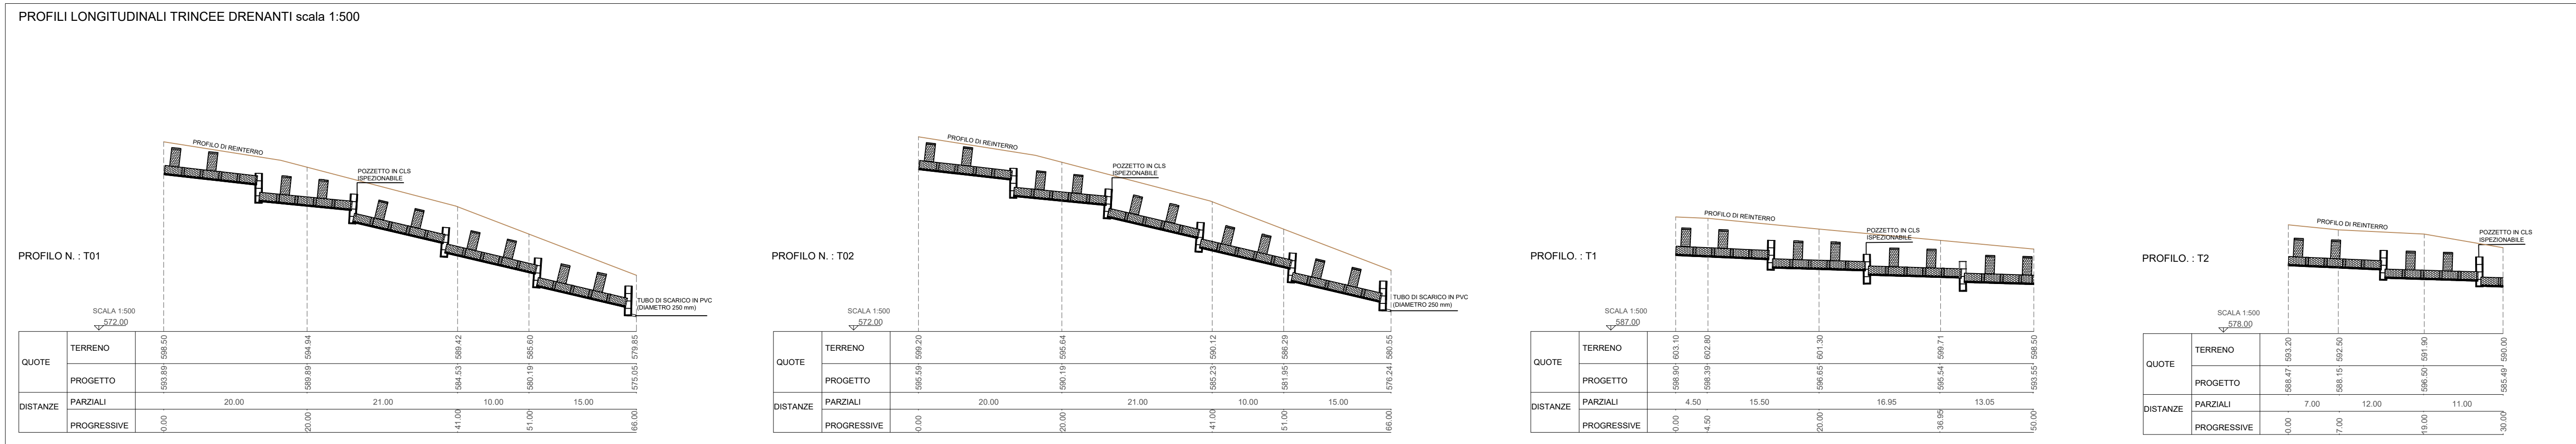 PROFILI LONGITUDINALI TRINCEE DRENANTI scala 1:500
PROFILO DI REINTERRO
POZZETTO IN CLS
ISPEZIONABILE
PROFILO N. : T01
TUBO DI SCARICO IN PVC
(DIAMETRO 250 mm)
SCALA 1:500
572.00
QUOTE
TERRENO
598.50 594.94 589.42 585.60 579.85
PROGETTO
593.89 589.89 584.53 580.19 575.05
DISTANZE
PARZIALI
20.00 21.00 10.00 15.00
PROGRESSIVE
0.00 20.00 41.00 51.00 66.00
PROFILO DI REINTERRO
POZZETTO IN CLS
ISPEZIONABILE
PROFILO N. : T02
TUBO DI SCARICO IN PVC
(DIAMETRO 250 mm)
SCALA 1:500
572.00
QUOTE
TERRENO
599.20 595.64 590.12 586.29 580.55
PROGETTO
595.59 590.19 585.23 581.95 576.24
DISTANZE
PARZIALI
20.00 21.00 10.00 15.00
PROGRESSIVE
0.00 20.00 41.00 51.00 66.00
PROFILO DI REINTERRO
POZZETTO IN CLS
ISPEZIONABILE
PROFILO. : T1
SCALA 1:500
587.00
QUOTE
TERRENO
603.10 602.80 601.30 599.71 598.50
PROGETTO
598.90 598.39 596.65 595.54 593.55
DISTANZE
PARZIALI
4.50 15.50 16.95 13.05
PROGRESSIVE
0.00 4.50 20.00 36.95 50.00
PROFILO DI REINTERRO
POZZETTO IN CLS
ISPEZIONABILE
PROFILO. : T2
SCALA 1:500
578.00
QUOTE
TERRENO
593.20 592.50 591.90 590.00
PROGETTO
588.47 588.15 596.50 585.49
DISTANZE
PARZIALI
7.00 12.00 11.00
PROGRESSIVE
0.00 7.00 19.00 30.00